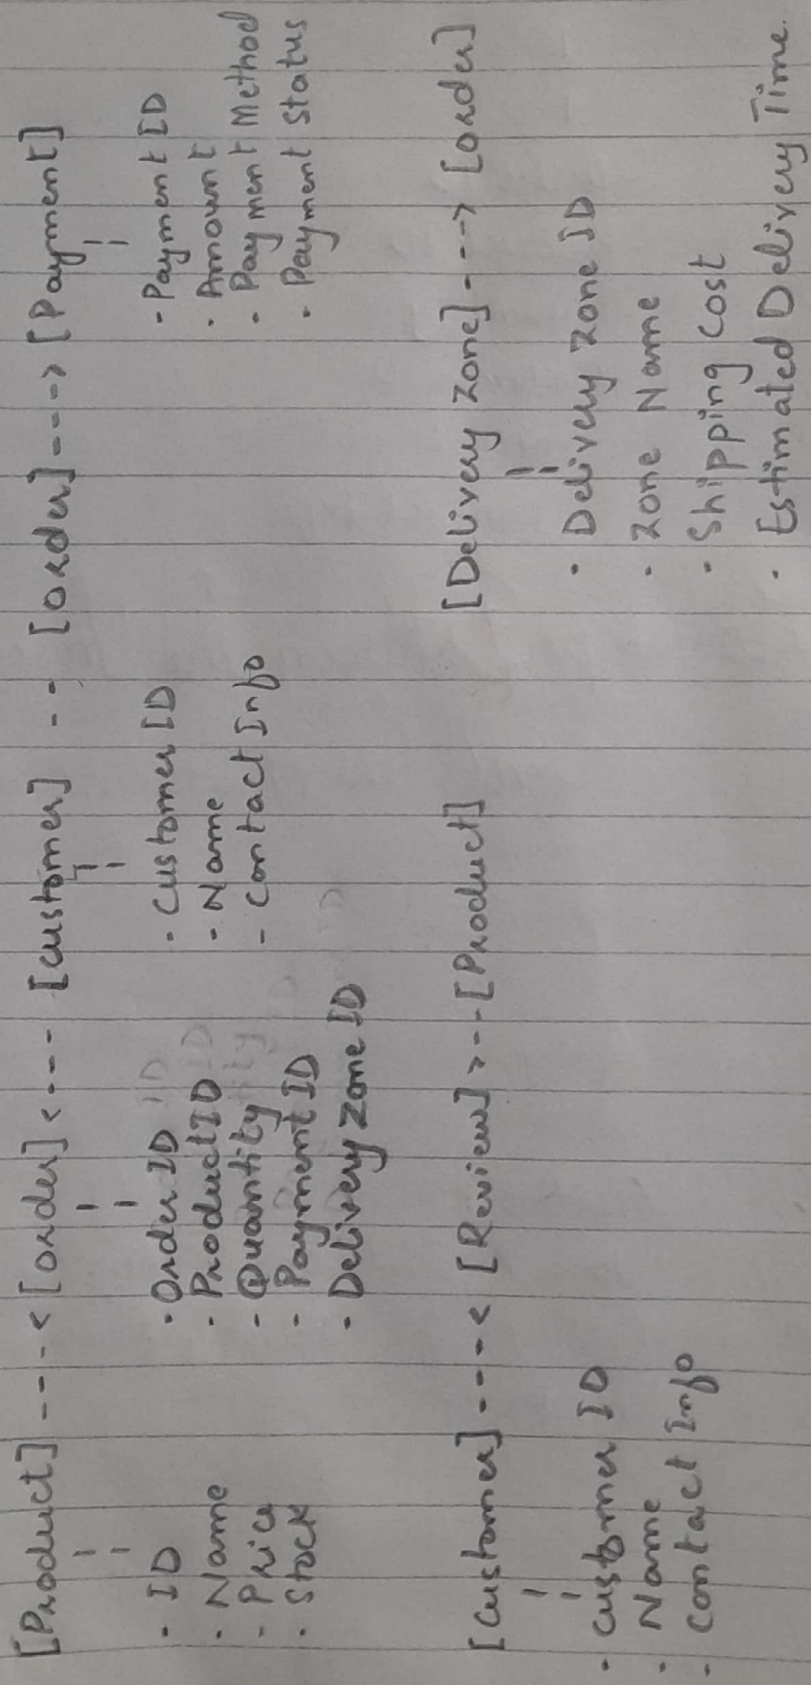 [Product] ---< [order] <--- [customer] -- [order] ---> [Payment]
· ID
· Name
- Price
· Stock
· Order ID
· Product ID
- Quantity
· Payment ID
· Delivery Zone ID
· Customer ID
· Name
- Contact Info
· Payment ID
· Amount
· Payment Method
· Payment Status
[Customer] ---< [Review] >-- [Product]
· Customer ID
· Name
- Contact Info
[Delivery Zone] ---> [order]
· Delivery Zone ID
· Zone Name
· Shipping Cost
· Estimated Delivery Time.